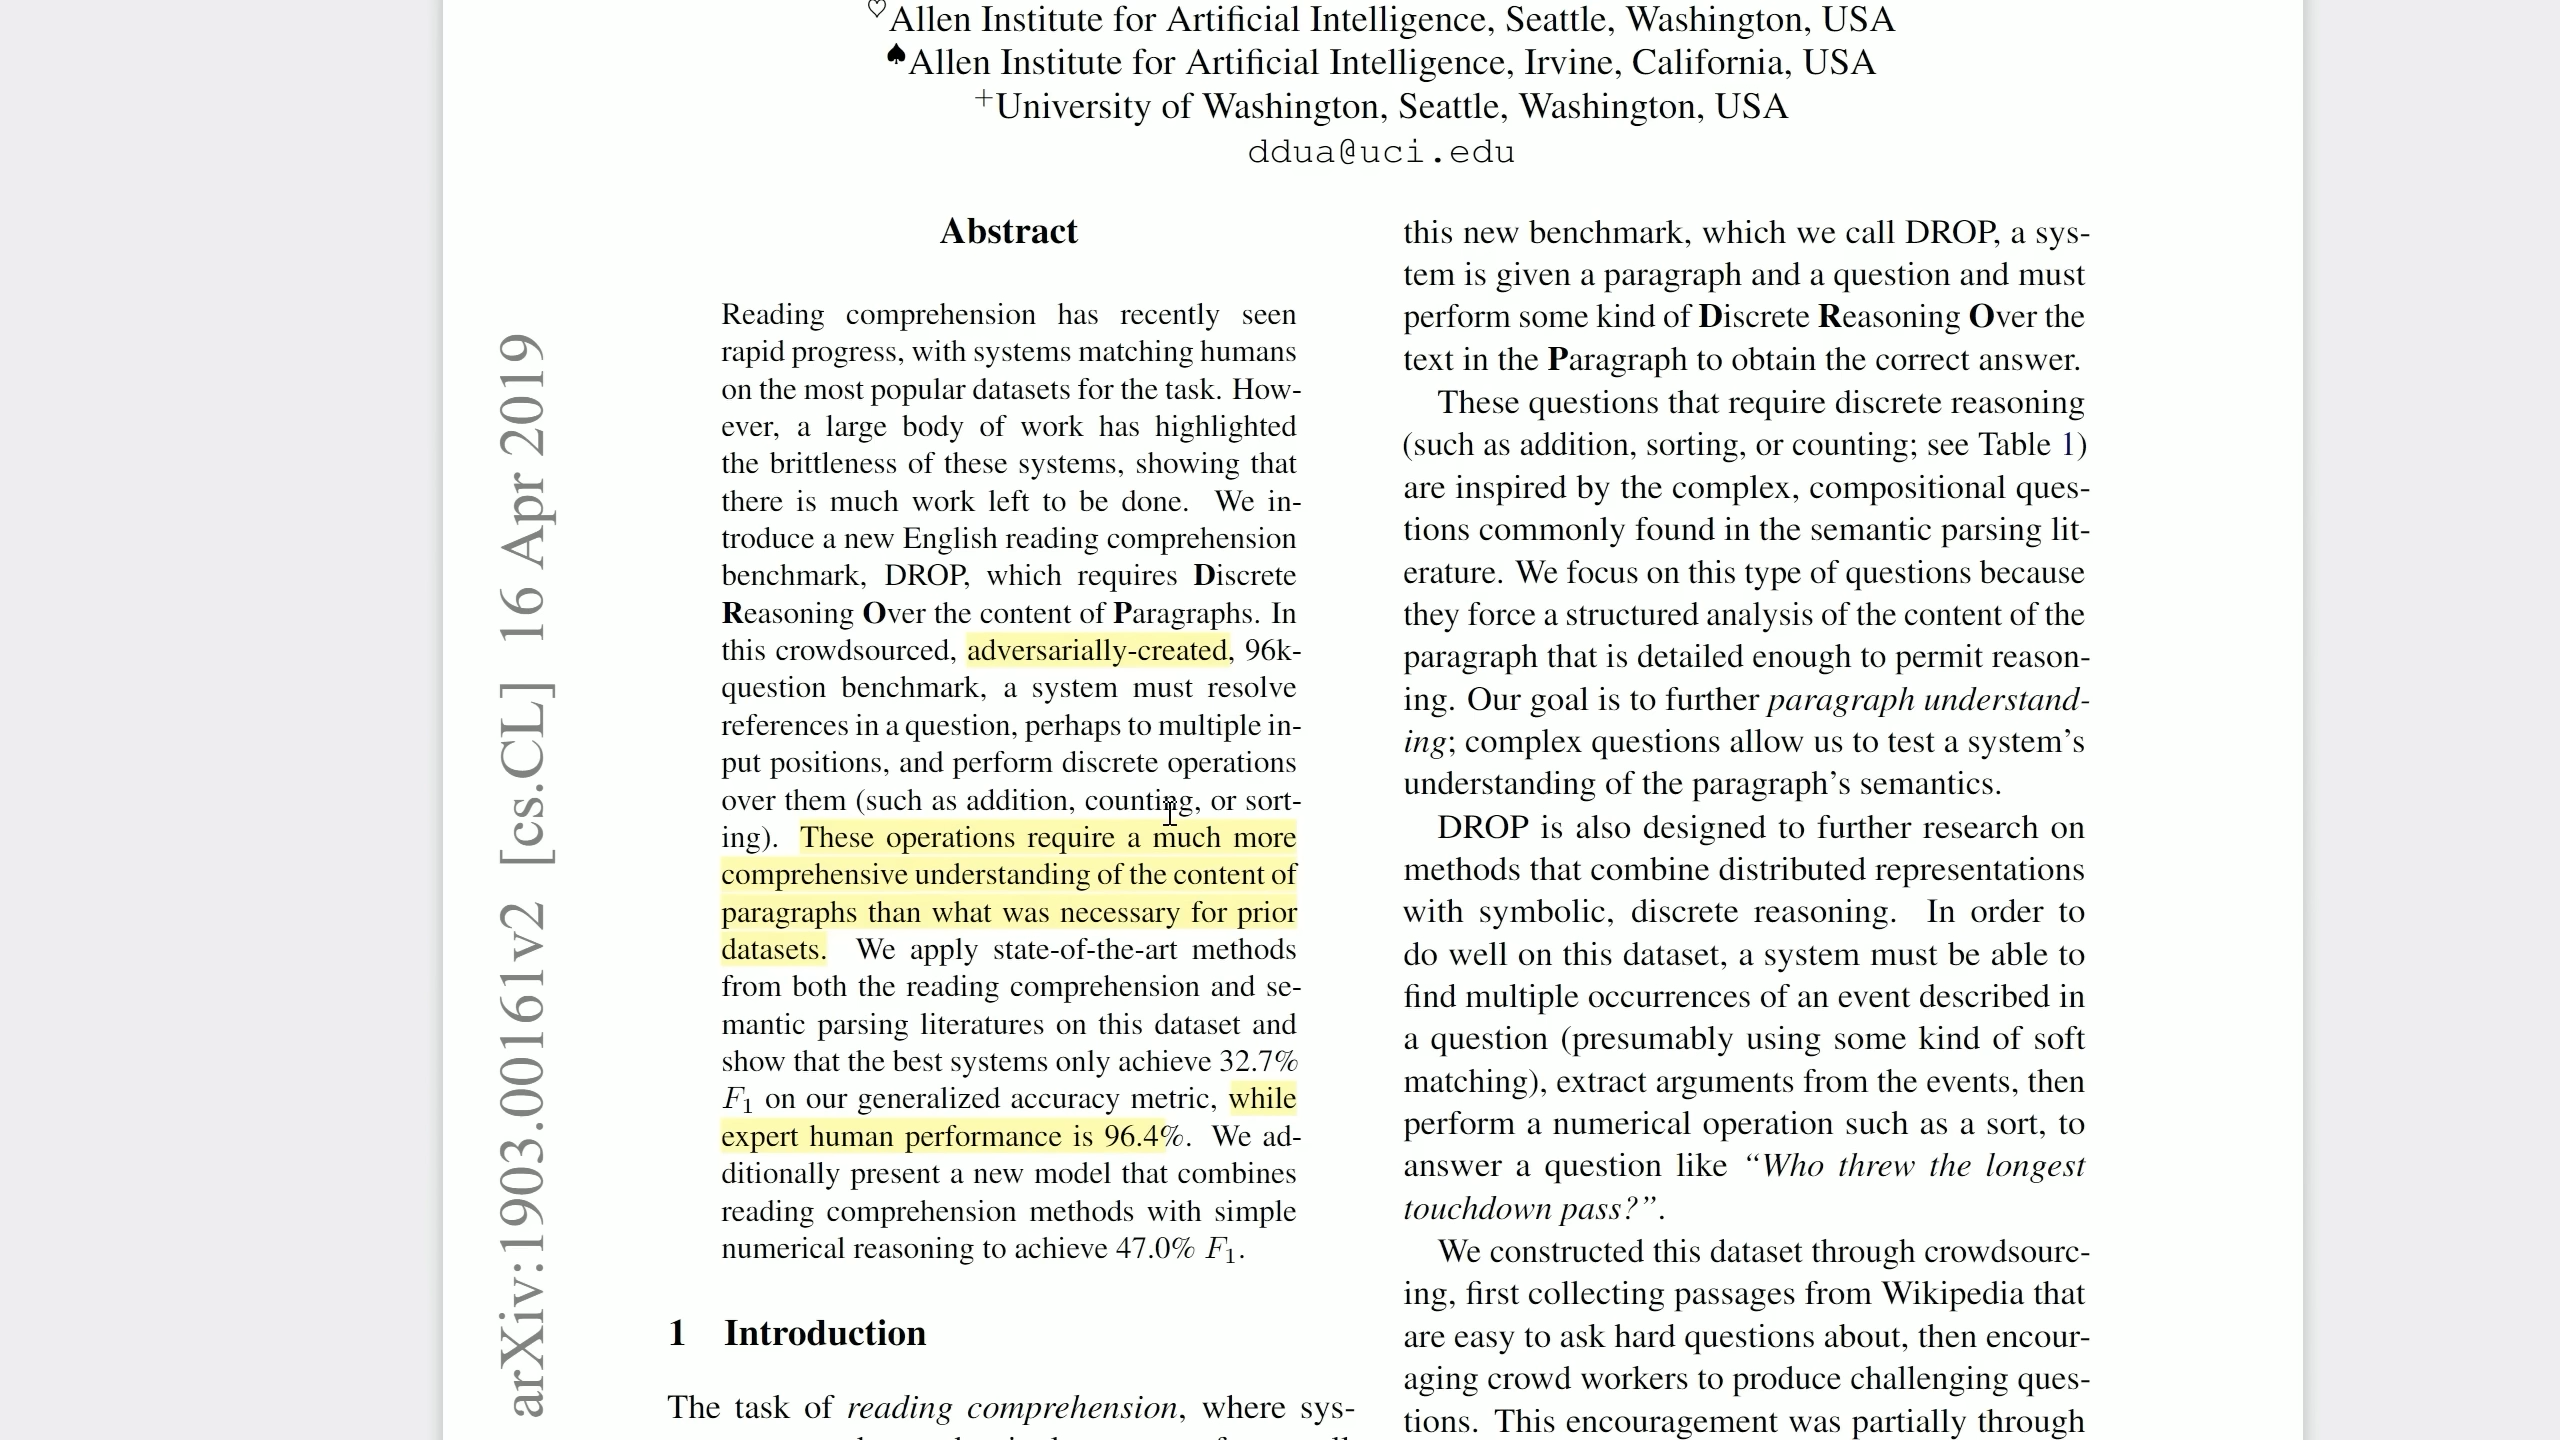 ♡Allen Institute for Artificial Intelligence, Seattle, Washington, USA
♠Allen Institute for Artificial Intelligence, Irvine, California, USA
+University of Washington, Seattle, Washington, USA
ddua@uci.edu
arXiv:1903.00161v2 [cs.CL] 16 Apr 2019
Abstract
Reading comprehension has recently seen
rapid progress, with systems matching humans
on the most popular datasets for the task. How-
ever, a large body of work has highlighted
the brittleness of these systems, showing that
there is much work left to be done. We in-
troduce a new English reading comprehension
benchmark, DROP, which requires Discrete
Reasoning Over the content of Paragraphs. In
this crowdsourced, adversarially-created, 96k-
question benchmark, a system must resolve
references in a question, perhaps to multiple in-
put positions, and perform discrete operations
over them (such as addition, counting, or sort-
ing). These operations require a much more
comprehensive understanding of the content of
paragraphs than what was necessary for prior
datasets. We apply state-of-the-art methods
from both the reading comprehension and se-
mantic parsing literatures on this dataset and
show that the best systems only achieve 32.7%
F1 on our generalized accuracy metric, while
expert human performance is 96.4%. We ad-
ditionally present a new model that combines
reading comprehension methods with simple
numerical reasoning to achieve 47.0% F1.
1 Introduction
The task of reading comprehension, where sys-
this new benchmark, which we call DROP, a sys-
tem is given a paragraph and a question and must
perform some kind of Discrete Reasoning Over the
text in the Paragraph to obtain the correct answer.
These questions that require discrete reasoning
(such as addition, sorting, or counting; see Table 1)
are inspired by the complex, compositional ques-
tions commonly found in the semantic parsing lit-
erature. We focus on this type of questions because
they force a structured analysis of the content of the
paragraph that is detailed enough to permit reason-
ing. Our goal is to further paragraph understand-
ing; complex questions allow us to test a system's
understanding of the paragraph's semantics.
DROP is also designed to further research on
methods that combine distributed representations
with symbolic, discrete reasoning. In order to
do well on this dataset, a system must be able to
find multiple occurrences of an event described in
a question (presumably using some kind of soft
matching), extract arguments from the events, then
perform a numerical operation such as a sort, to
answer a question like “Who threw the longest
touchdown pass?”.
We constructed this dataset through crowdsourc-
ing, first collecting passages from Wikipedia that
are easy to ask hard questions about, then encour-
aging crowd workers to produce challenging ques-
tions. This encouragement was partially through